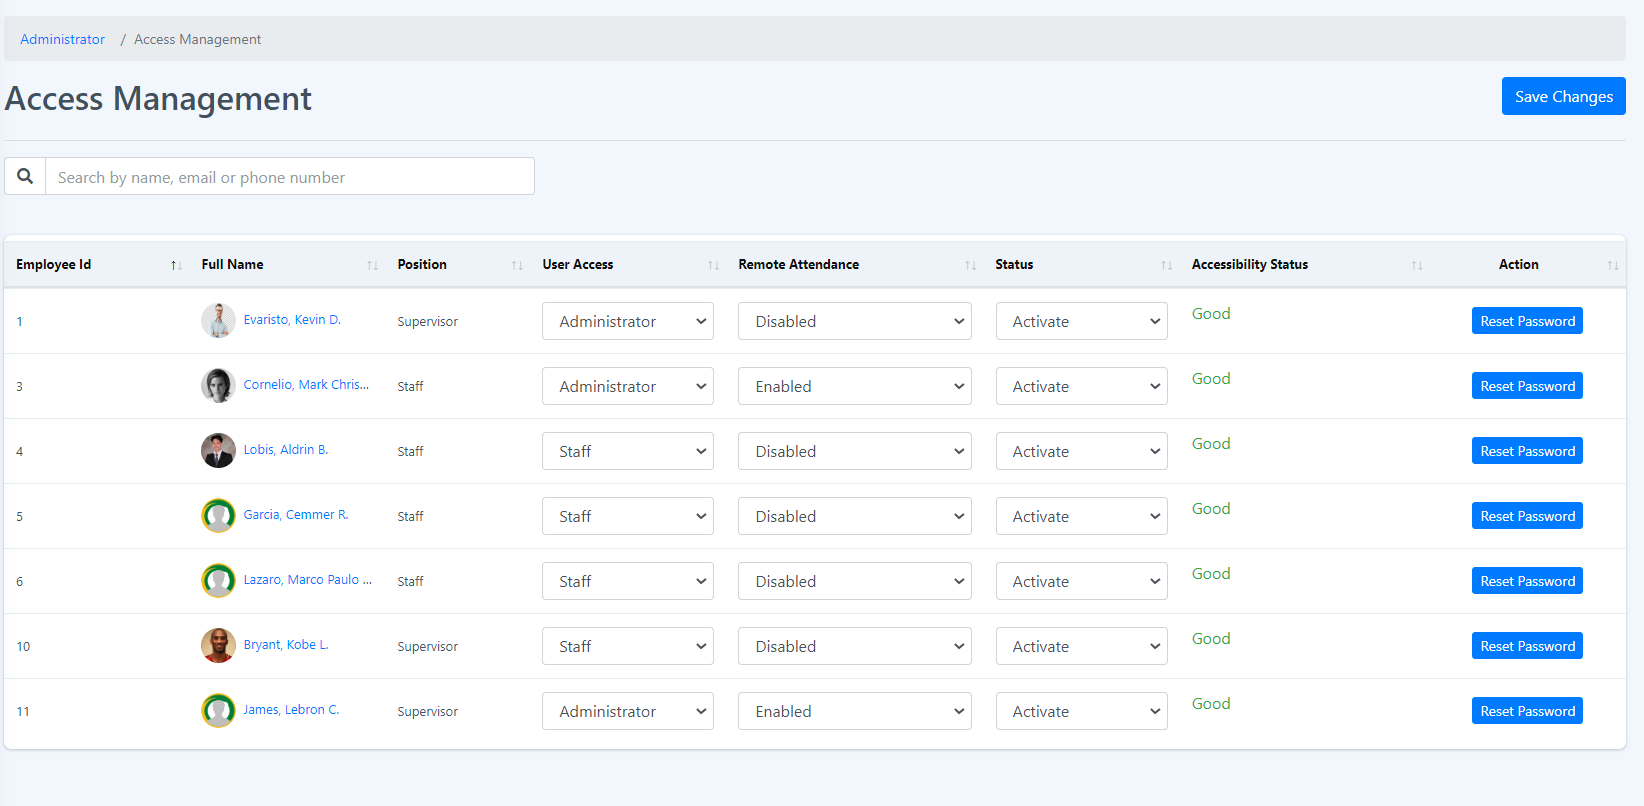 Administrator / Access Management
Access Management
Save Changes
Search by name, email or phone number
Employee Id Full Name Position User Access Remote Attendance Status Accessibility Status Action
1 Evaristo, Kevin D. Supervisor Administrator Disabled Activate Good Reset Password
3 Cornelio, Mark Chris... Staff Administrator Enabled Activate Good Reset Password
4 Lobis, Aldrin B. Staff Staff Disabled Activate Good Reset Password
5 Garcia, Cemmer R. Staff Staff Disabled Activate Good Reset Password
6 Lazaro, Marco Paulo ... Staff Staff Disabled Activate Good Reset Password
10 Bryant, Kobe L. Supervisor Staff Disabled Activate Good Reset Password
11 James, Lebron C. Supervisor Administrator Enabled Activate Good Reset Password